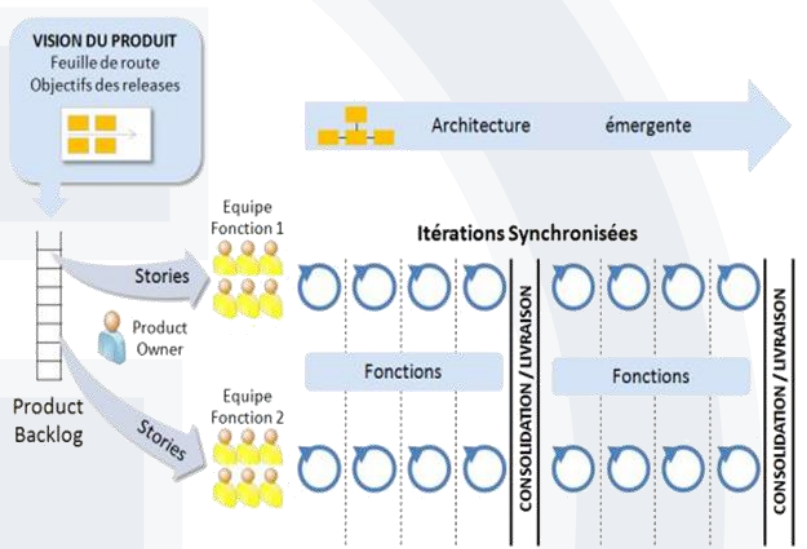 VISION DU PRODUIT
Feuille de route
Objectifs des releases
Architecture émergente
Equipe
Fonction 1
Itérations Synchronisées
Stories
Product
Owner
Fonctions
Fonctions
CONSOLIDATION / LIVRAISON
CONSOLIDATION / LIVRAISON
Product
Backlog
Equipe
Fonction 2
Stories